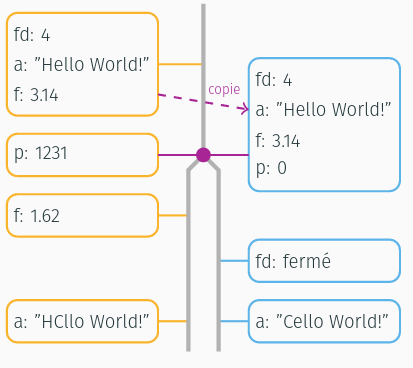 fd: 4
a: ”Hello World!”
f: 3.14
copie
fd: 4
a: ”Hello World!”
f: 3.14
p: 0
p: 1231
f: 1.62
fd: fermé
a: ”HCllo World!”
a: ”Cello World!”